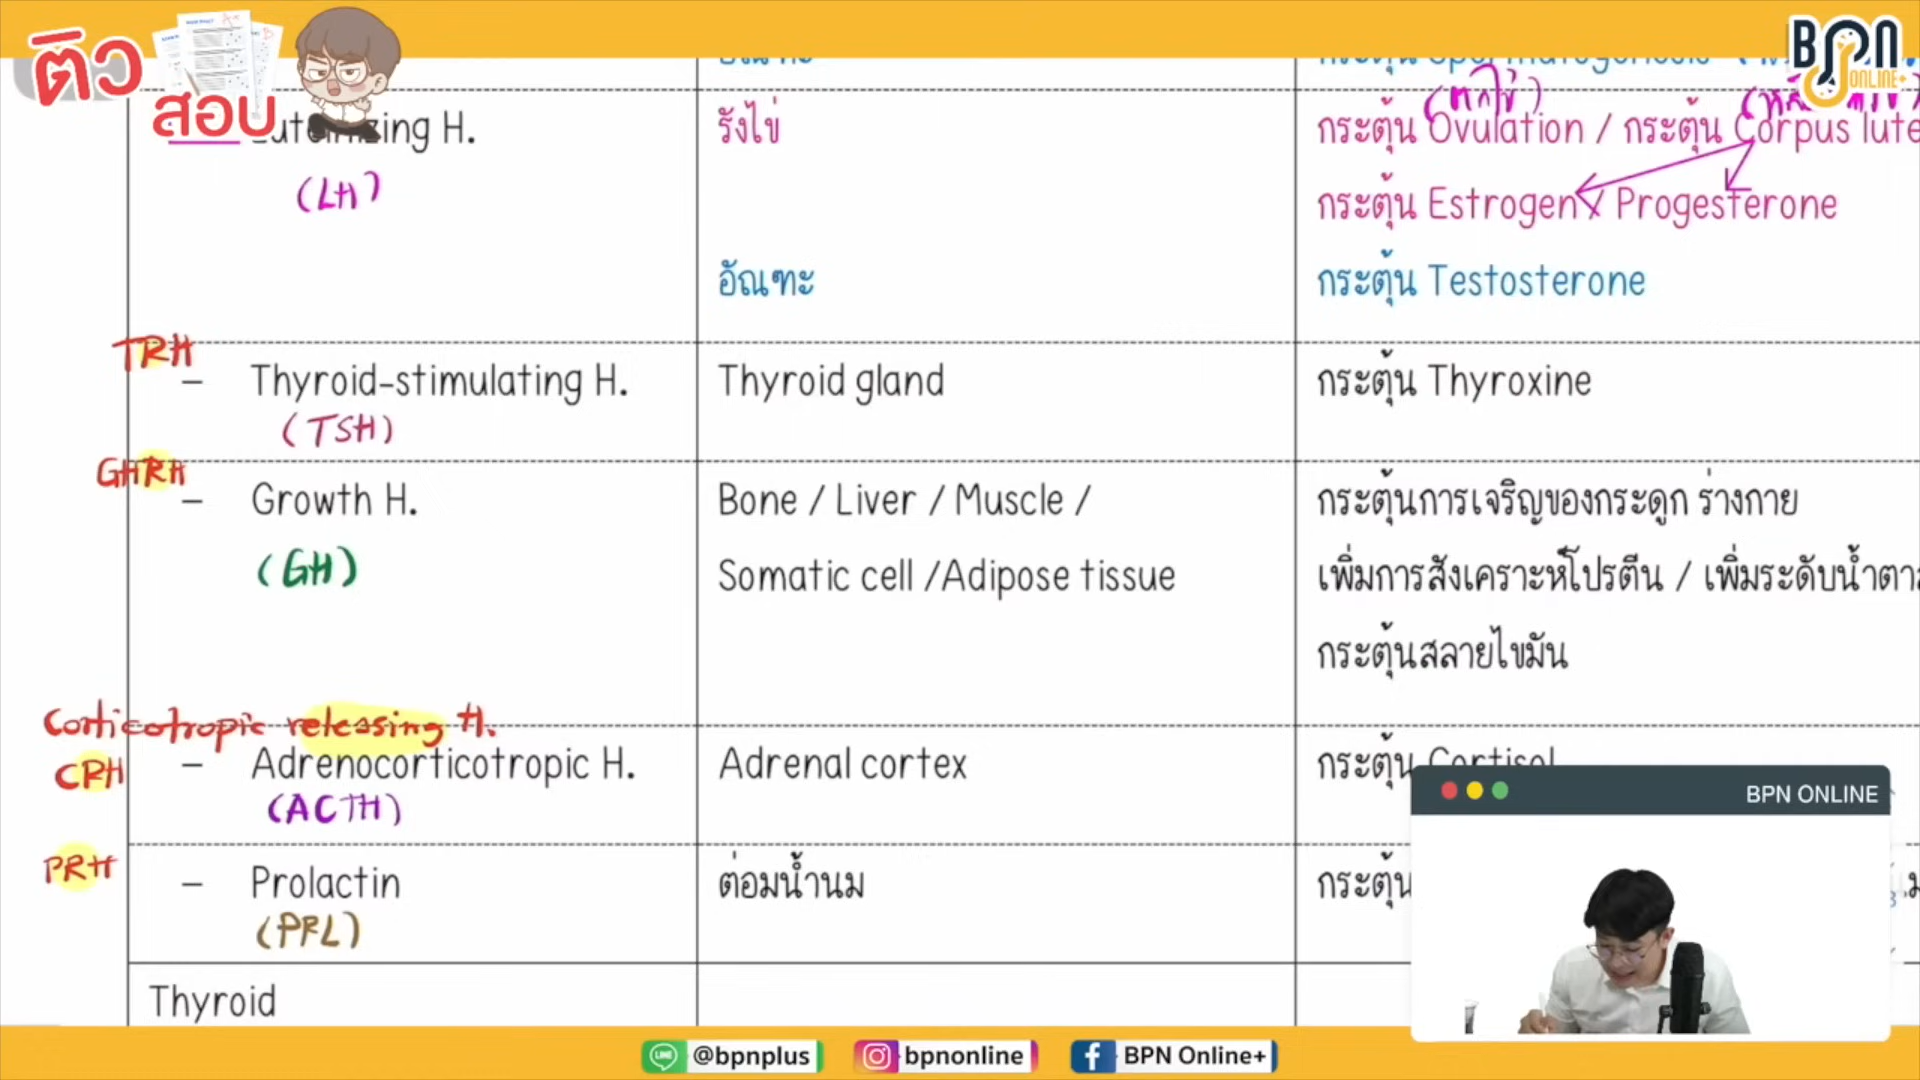 ติว
สอบ
BPN
ONLINE+
Luteinizing H.
(LH)
รังไข่
(ตกไข่)
กระตุ้น Ovulation / กระตุ้น Corpus lute
กระตุ้น Estrogen / Progesterone
อัณฑะ
กระตุ้น Testosterone
TRH
- Thyroid-stimulating H.
(TSH)
Thyroid gland
กระตุ้น Thyroxine
GHRH
- Growth H.
(GH)
Bone / Liver / Muscle /
Somatic cell /Adipose tissue
กระตุ้นการเจริญของกระดูก ร่างกาย
เพิ่มการสังเคราะห์โปรตีน / เพิ่มระดับน้ำตาล
กระตุ้นสลายไขมัน
Corticotropic releasing H.
CRH
- Adrenocorticotropic H.
(ACTH)
Adrenal cortex
กระตุ้น Cortisol
PRH
- Prolactin
(PRL)
ต่อมน้ำนม
กระตุ้น
Thyroid
BPN ONLINE
LINE
@bpnplus
bpnonline
BPN Online+